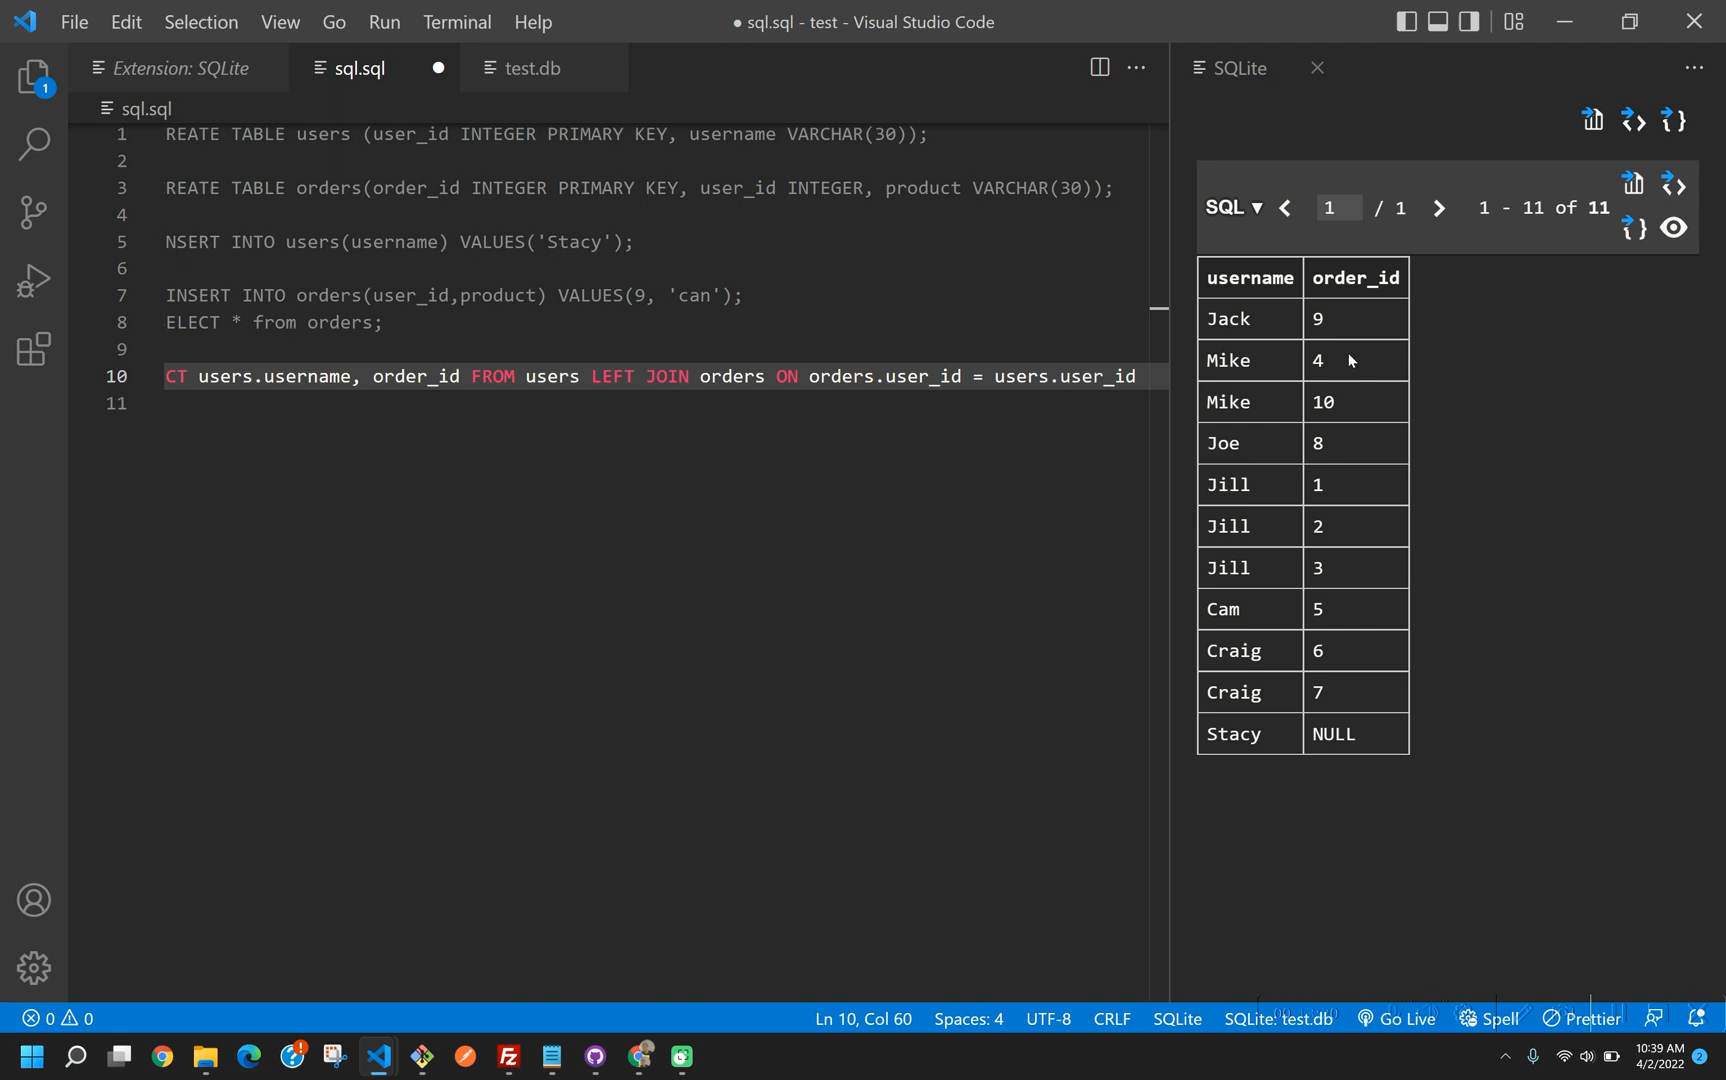 File Edit Selection View Go Run Terminal Help
● sql.sql - test - Visual Studio Code
Extension: SQLite
sql.sql
test.db
SQLite
sql.sql
1 REATE TABLE users (user_id INTEGER PRIMARY KEY, username VARCHAR(30));
2
3 REATE TABLE orders(order_id INTEGER PRIMARY KEY, user_id INTEGER, product VARCHAR(30));
4
5 NSERT INTO users(username) VALUES('Stacy');
6
7 INSERT INTO orders(user_id,product) VALUES(9, 'can');
8 ELECT * from orders;
9
10 CT users.username, order_id FROM users LEFT JOIN orders ON orders.user_id = users.user_id
11
1
SQL ▼ < 1 / 1 > 1 - 11 of 11
username order_id
Jack 9
Mike 4
Mike 10
Joe 8
Jill 1
Jill 2
Jill 3
Cam 5
Craig 6
Craig 7
Stacy NULL
0 0
Ln 10, Col 60 Spaces: 4 UTF-8 CRLF SQLite SQLite: test.db Go Live Spell Prettier
10:39 AM
4/2/2022
2